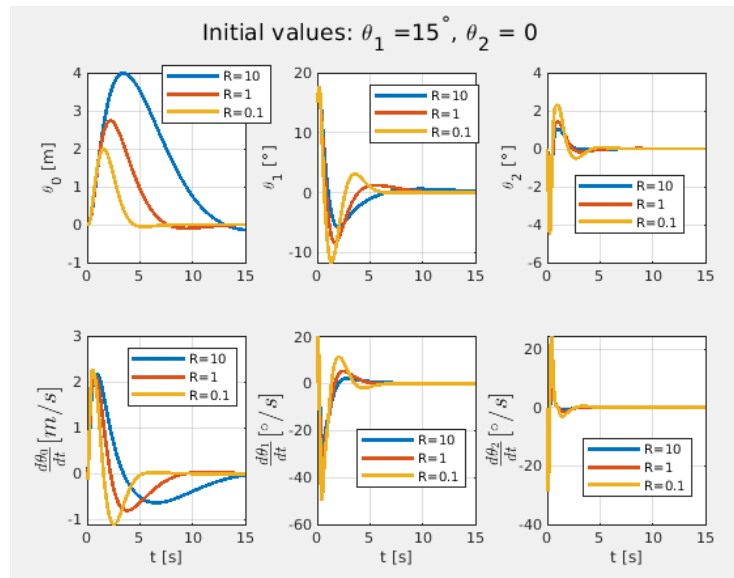 Initial values: θ1 =15°, θ2 = 0
4
3
2
1
0
-1
θ0 [m]
R=10
R=1
R=0.1
0 5 10 15
20
10
0
-10
θ1 [°]
R=10
R=1
R=0.1
0 5 10 15
4
2
0
-2
-4
-6
θ2 [°]
R=10
R=1
R=0.1
0 5 10 15
3
2
1
0
-1
dθ0/dt [m/s]
R=10
R=1
R=0.1
0 5 10 15
t [s]
20
0
-20
-40
-60
dθ1/dt [○/s]
R=10
R=1
R=0.1
0 5 10 15
t [s]
20
0
-20
-40
dθ2/dt [○/s]
R=10
R=1
R=0.1
0 5 10 15
t [s]